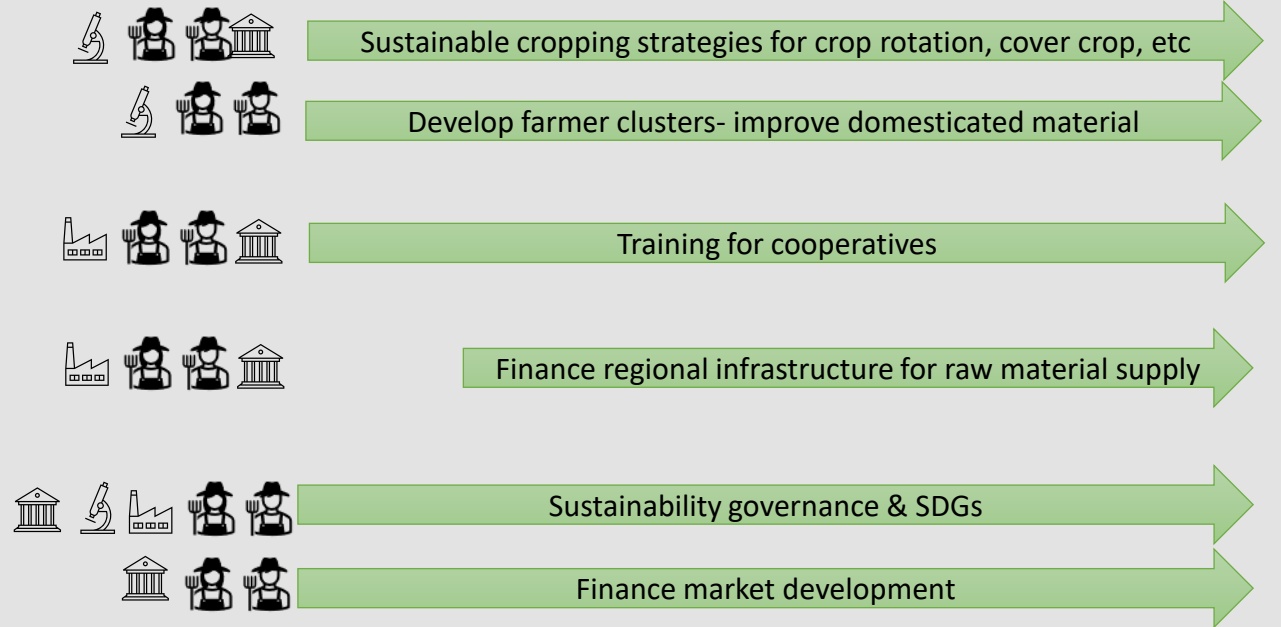 Sustainable cropping strategies for crop rotation, cover crop, etc
Develop farmer clusters- improve domesticated material
Training for cooperatives
Finance regional infrastructure for raw material supply
Sustainability governance & SDGs
Finance market development